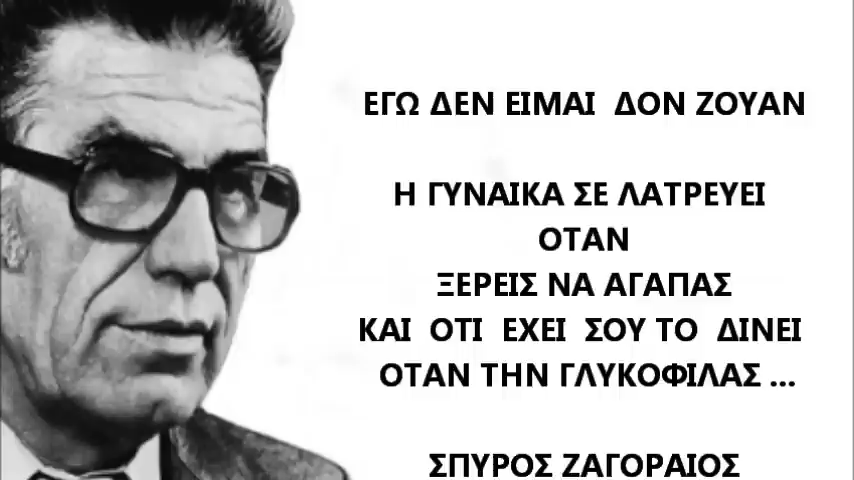 ΕΓΩ ΔΕΝ ΕΙΜΑΙ ΔΟΝ ΖΟΥΑΝ
Η ΓΥΝΑΙΚΑ ΣΕ ΛΑΤΡΕΥΕΙ
ΟΤΑΝ
ΞΕΡΕΙΣ ΝΑ ΑΓΑΠΑΣ
ΚΑΙ ΟΤΙ ΕΧΕΙ ΣΟΥ ΤΟ ΔΙΝΕΙ
ΟΤΑΝ ΤΗΝ ΓΛΥΚΟΦΙΛΑΣ ...
ΣΠΥΡΟΣ ΖΑΓΟΡΑΙΟΣ